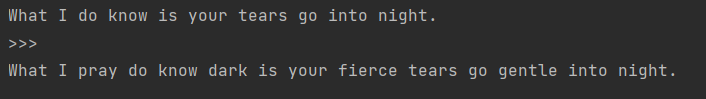 What I do know is your tears go into night.
>>>
What I pray do know dark is your fierce tears go gentle into night.